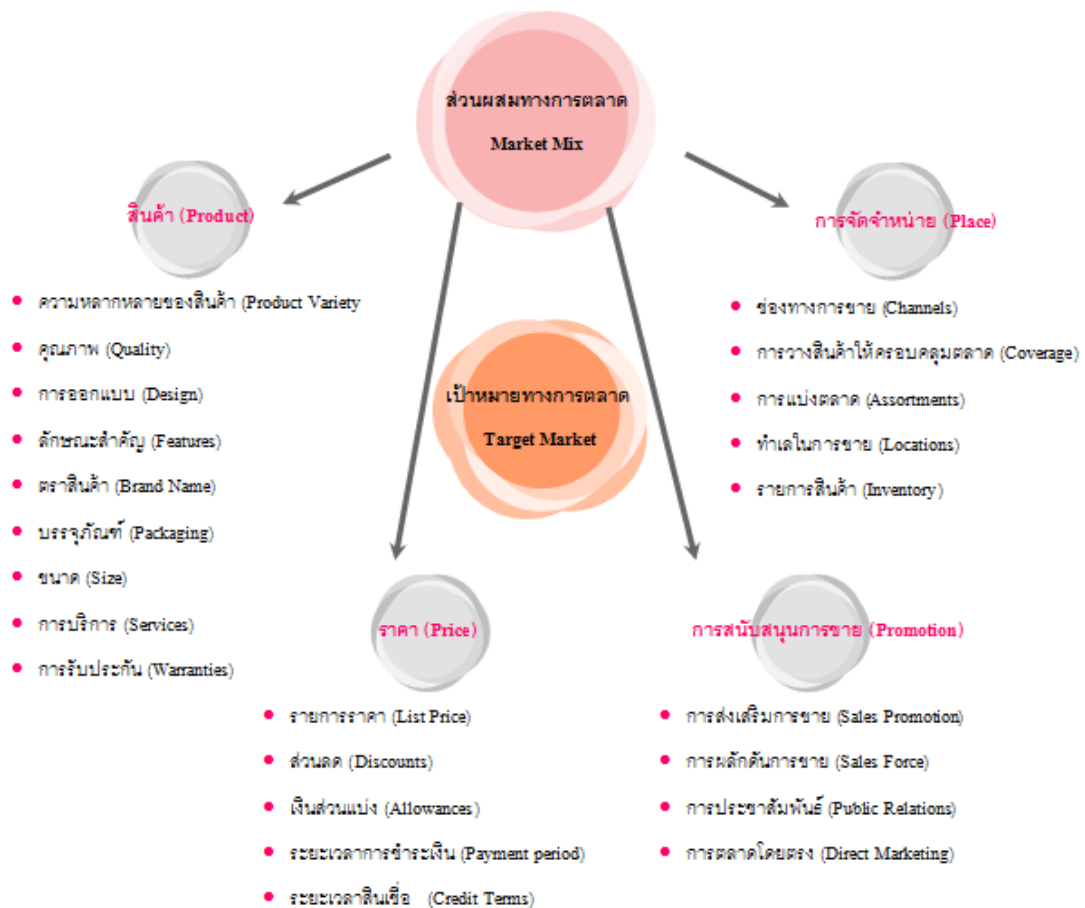 ส่วนผสมทางการตลาด
Market Mix
สินค้า (Product)
ความหลากหลายของสินค้า (Product Variety
คุณภาพ (Quality)
การออกแบบ (Design)
ลักษณะสำคัญ (Features)
ตราสินค้า (Brand Name)
บรรจุภัณฑ์ (Packaging)
ขนาด (Size)
การบริการ (Services)
การรับประกัน (Warranties)
การจัดจำหน่าย (Place)
ช่องทางการขาย (Channels)
การวางสินค้าให้ครอบคลุมตลาด (Coverage)
การแบ่งตลาด (Assortments)
ทำเลในการขาย (Locations)
รายการสินค้า (Inventory)
เป้าหมายทางการตลาด
Target Market
ราคา (Price)
รายการราคา (List Price)
ส่วนลด (Discounts)
เงินส่วนแบ่ง (Allowances)
ระยะเวลาการชำระเงิน (Payment period)
ระยะเวลาสินเชื่อ (Credit Terms)
การสนับสนุนการขาย (Promotion)
การส่งเสริมการขาย (Sales Promotion)
การผลักดันการขาย (Sales Force)
การประชาสัมพันธ์ (Public Relations)
การตลาดโดยตรง (Direct Marketing)